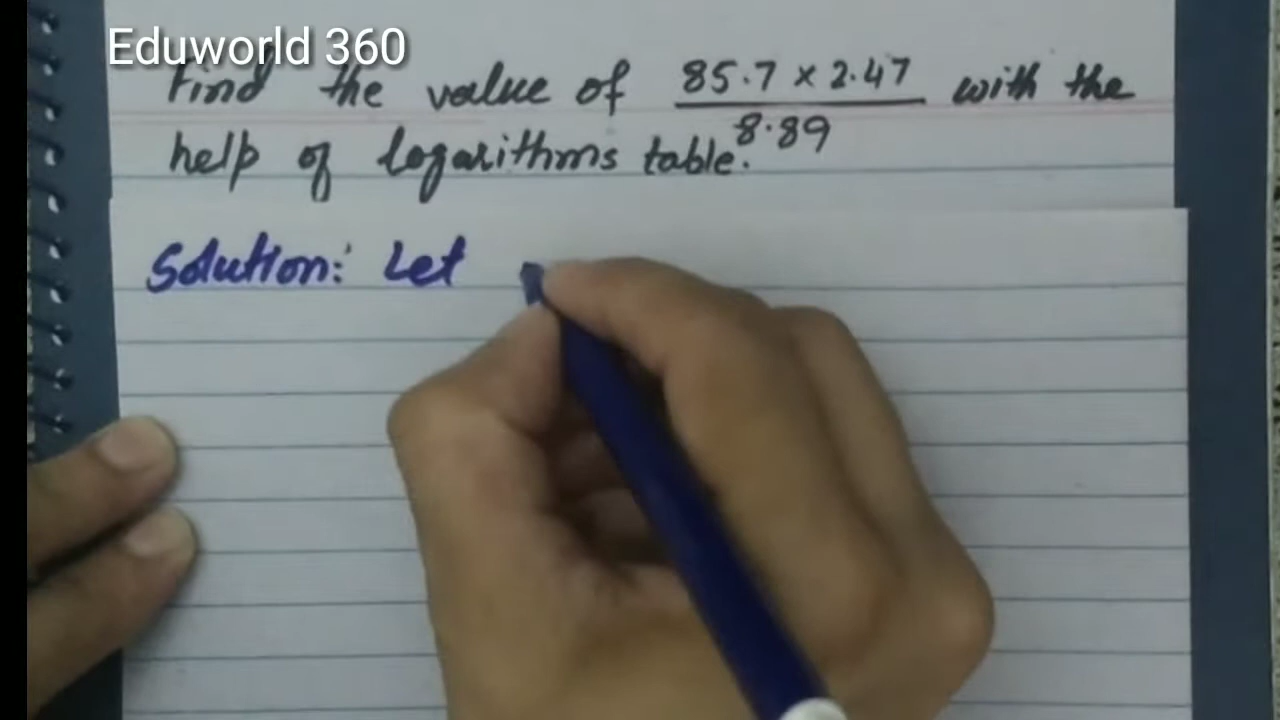 Eduworld 360
Find the value of 85.7 × 2.47 / 8.89 with the
help of logarithms table.
Solution: Let